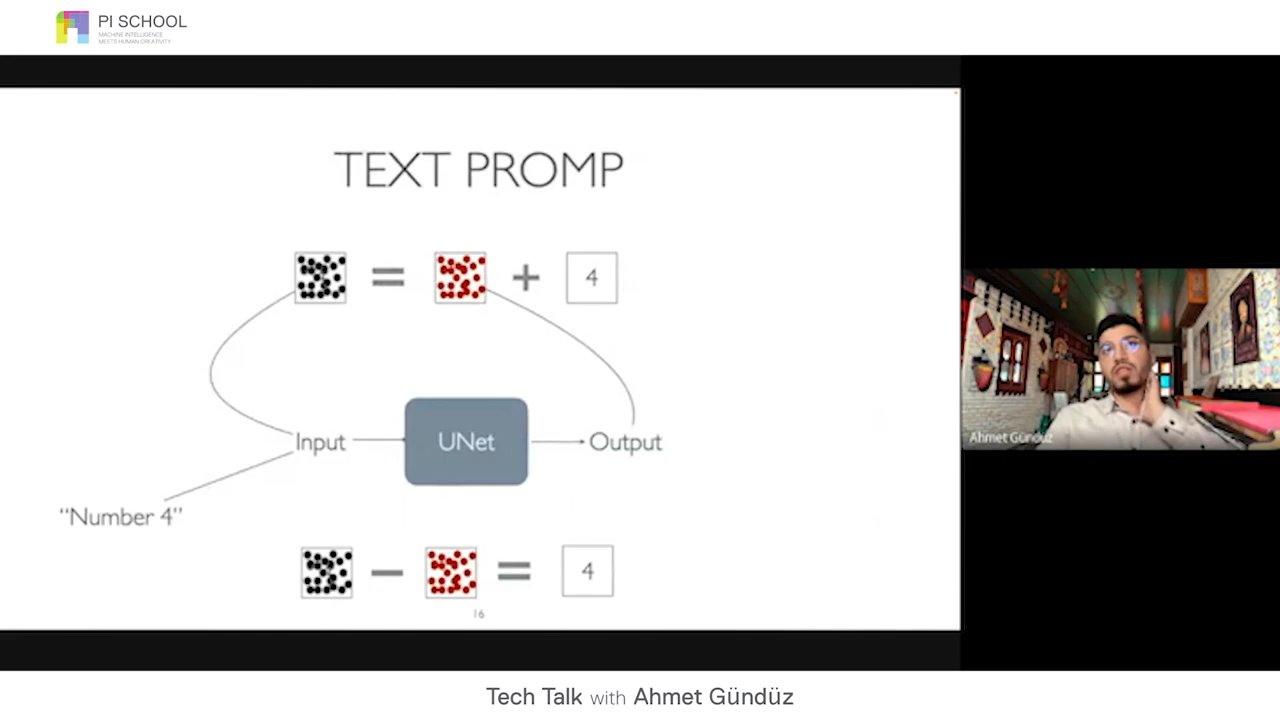 PI SCHOOL
MACHINE INTELLIGENCE
MEETS HUMAN CREATIVITY
TEXT PROMP
4
Input
UNet
Output
“Number 4”
4
16
Ahmet Gündüz
Tech Talk with Ahmet Gündüz